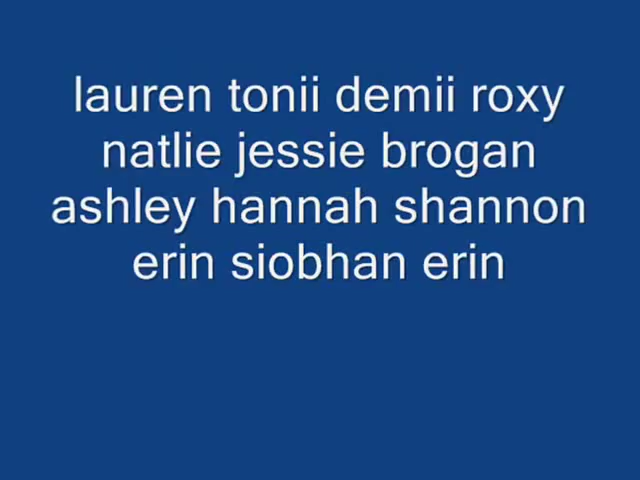 lauren tonii demii roxy
natlie jessie brogan
ashley hannah shannon
erin siobhan erin